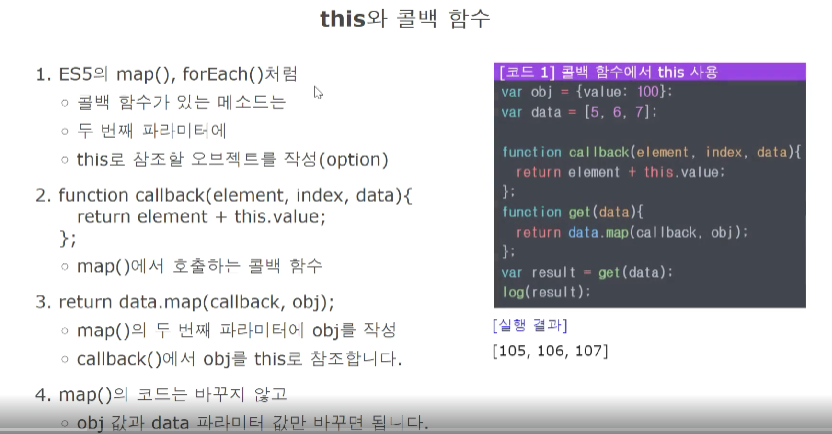 this와 콜백 함수
1. ES5의 map(), forEach()처럼
콜백 함수가 있는 메소드는
두 번째 파라미터에
this로 참조할 오브젝트를 작성(option)
2. function callback(element, index, data){
return element + this.value;
};
map()에서 호출하는 콜백 함수
3. return data.map(callback, obj);
map()의 두 번째 파라미터에 obj를 작성
callback()에서 obj를 this로 참조합니다.
4. map()의 코드는 바꾸지 않고
obj 값과 data 파라미터 값만 바꾸면 됩니다.
[코드 1] 콜백 함수에서 this 사용
var obj = {value: 100};
var data = [5, 6, 7];
function callback(element, index, data){
return element + this.value;
};
function get(data){
return data.map(callback, obj);
};
var result = get(data);
log(result);
[실행 결과]
[105, 106, 107]